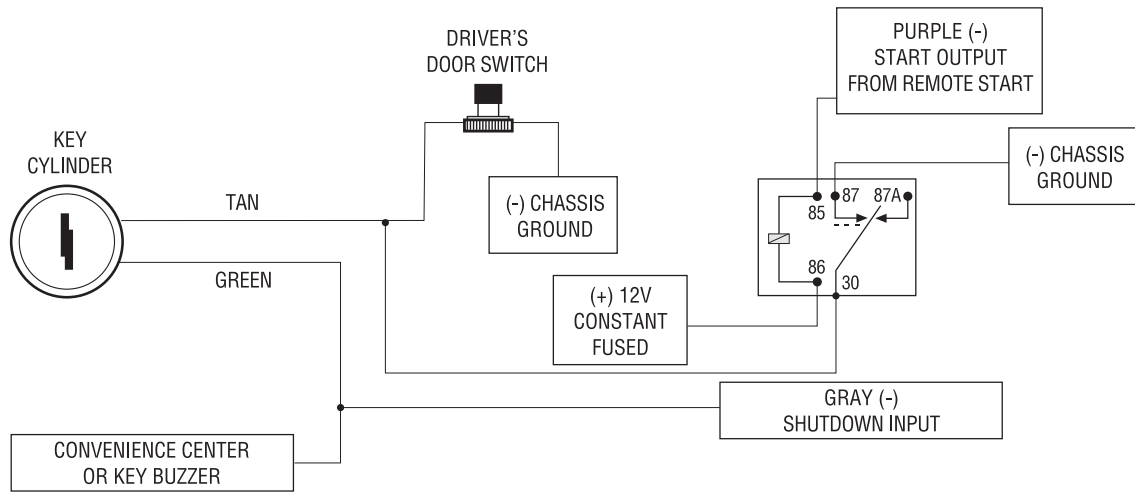 PURPLE (-)
START OUTPUT
FROM REMOTE START
DRIVER'S
DOOR SWITCH
KEY
CYLINDER
(-) CHASSIS
GROUND
TAN
(-) CHASSIS
GROUND
85
87
87A
86
30
GREEN
(+) 12V
CONSTANT
FUSED
GRAY (-)
SHUTDOWN INPUT
CONVENIENCE CENTER
OR KEY BUZZER